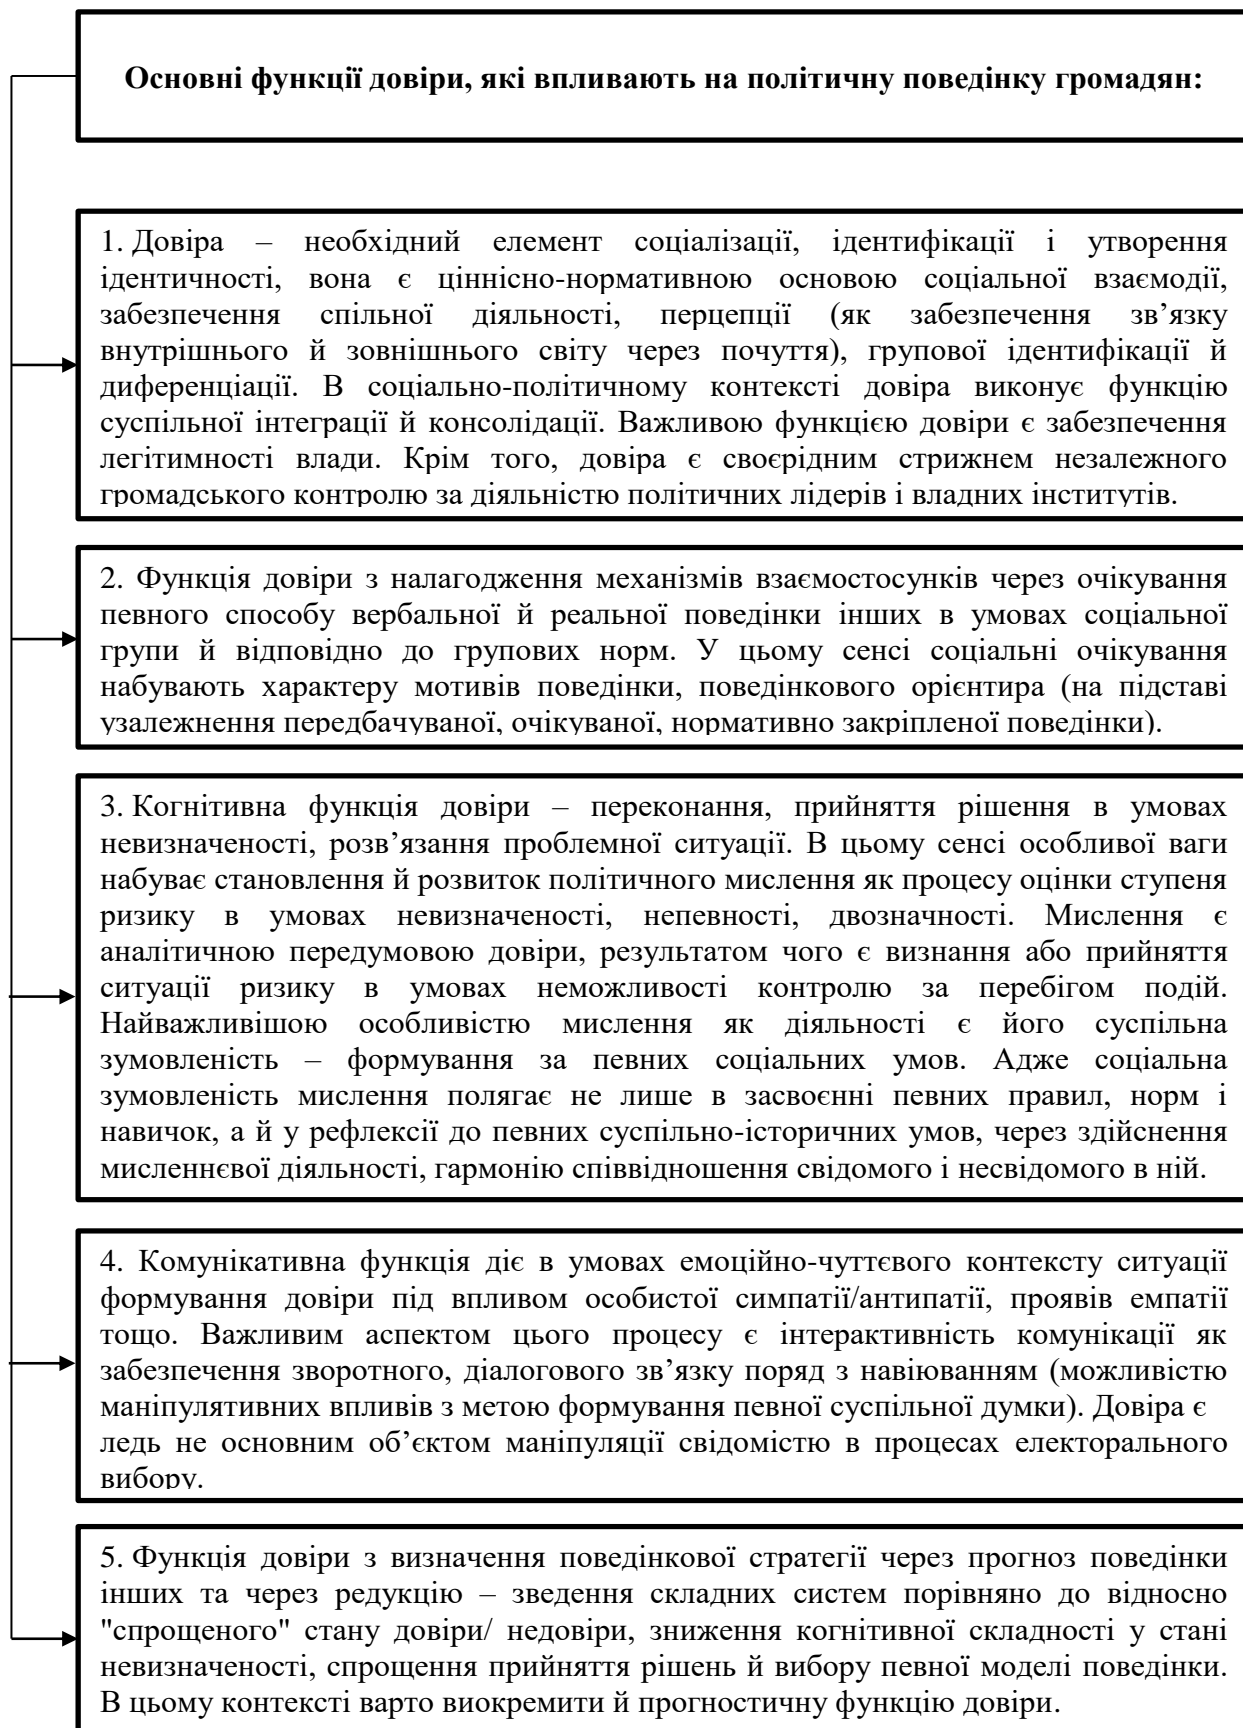 Основні функції довіри, які впливають на політичну поведінку громадян:
1. Довіра – необхідний елемент соціалізації, ідентифікації і утворення
ідентичності, вона є ціннісно-нормативною основою соціальної взаємодії,
забезпечення спільної діяльності, перцепції (як забезпечення зв’язку
внутрішнього й зовнішнього світу через почуття), групової ідентифікації й
диференціації. В соціально-політичному контексті довіра виконує функцію
суспільної інтеграції й консолідації. Важливою функцією довіри є забезпечення
легітимності влади. Крім того, довіра є своєрідним стрижнем незалежного
громадського контролю за діяльністю політичних лідерів і владних інститутів.
2. Функція довіри з налагодження механізмів взаємостосунків через очікування
певного способу вербальної й реальної поведінки інших в умовах соціальної
групи й відповідно до групових норм. У цьому сенсі соціальні очікування
набувають характеру мотивів поведінки, поведінкового орієнтира (на підставі
узалежнення передбачуваної, очікуваної, нормативно закріпленої поведінки).
3. Когнітивна функція довіри – переконання, прийняття рішення в умовах
невизначеності, розв’язання проблемної ситуації. В цьому сенсі особливої ваги
набуває становлення й розвиток політичного мислення як процесу оцінки ступеня
ризику в умовах невизначеності, непевності, двозначності. Мислення є
аналітичною передумовою довіри, результатом чого є визнання або прийняття
ситуації ризику в умовах неможливості контролю за перебігом подій.
Найважливішою особливістю мислення як діяльності є його суспільна
зумовленість – формування за певних соціальних умов. Адже соціальна
зумовленість мислення полягає не лише в засвоєнні певних правил, норм і
навичок, а й у рефлексії до певних суспільно-історичних умов, через здійснення
мисленнєвої діяльності, гармонію співвідношення свідомого і несвідомого в ній.
4. Комунікативна функція діє в умовах емоційно-чуттєвого контексту ситуації
формування довіри під впливом особистої симпатії/антипатії, проявів емпатії
тощо. Важливим аспектом цього процесу є інтерактивність комунікації як
забезпечення зворотного, діалогового зв’язку поряд з навіюванням (можливістю
маніпулятивних впливів з метою формування певної суспільної думки). Довіра є
ледь не основним об’єктом маніпуляції свідомістю в процесах електорального
вибору.
5. Функція довіри з визначення поведінкової стратегії через прогноз поведінки
інших та через редукцію – зведення складних систем порівняно до відносно
"спрощеного" стану довіри/ недовіри, зниження когнітивної складності у стані
невизначеності, спрощення прийняття рішень й вибору певної моделі поведінки.
В цьому контексті варто виокремити й прогностичну функцію довіри.